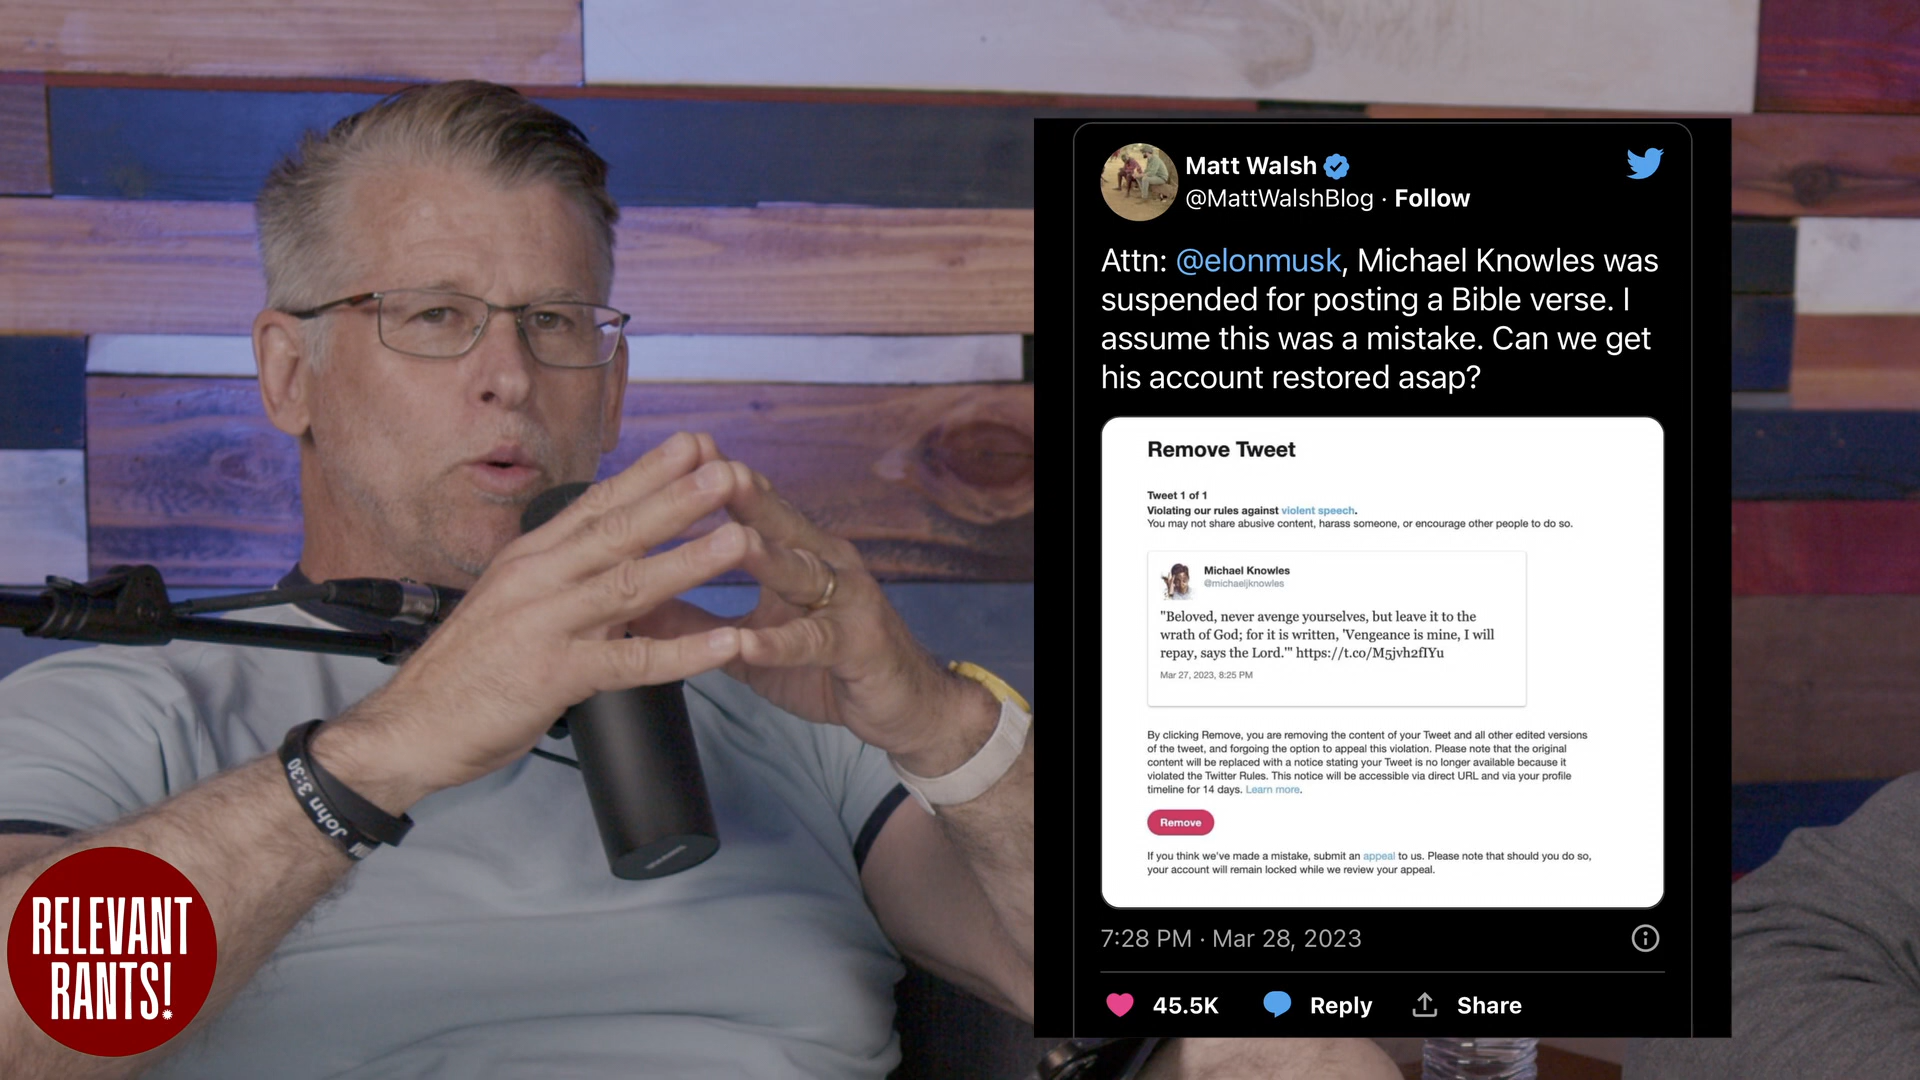 Matt Walsh
@MattWalshBlog · Follow
Attn: @elonmusk, Michael Knowles was
suspended for posting a Bible verse. I
assume this was a mistake. Can we get
his account restored asap?
Remove Tweet
Tweet 1 of 1
Violating our rules against violent speech.
You may not share abusive content, harass someone, or encourage other people to do so.
Michael Knowles
@michaeljknowles
"Beloved, never avenge yourselves, but leave it to the
wrath of God; for it is written, 'Vengeance is mine, I will
repay, says the Lord.'" https://t.co/M5jvh2fIYu
Mar 27, 2023, 8:25 PM
By clicking Remove, you are removing the content of your Tweet and all other edited versions
of the tweet, and forgoing the option to appeal this violation. Please note that the original
content will be replaced with a notice stating your Tweet is no longer available because it
violated the Twitter Rules. This notice will be accessible via direct URL and via your profile
timeline for 14 days. Learn more.
Remove
If you think we've made a mistake, submit an appeal to us. Please note that should you do so,
your account will remain locked while we review your appeal.
7:28 PM · Mar 28, 2023
45.5K Reply Share
John 3:30
RELEVANT
RANTS!